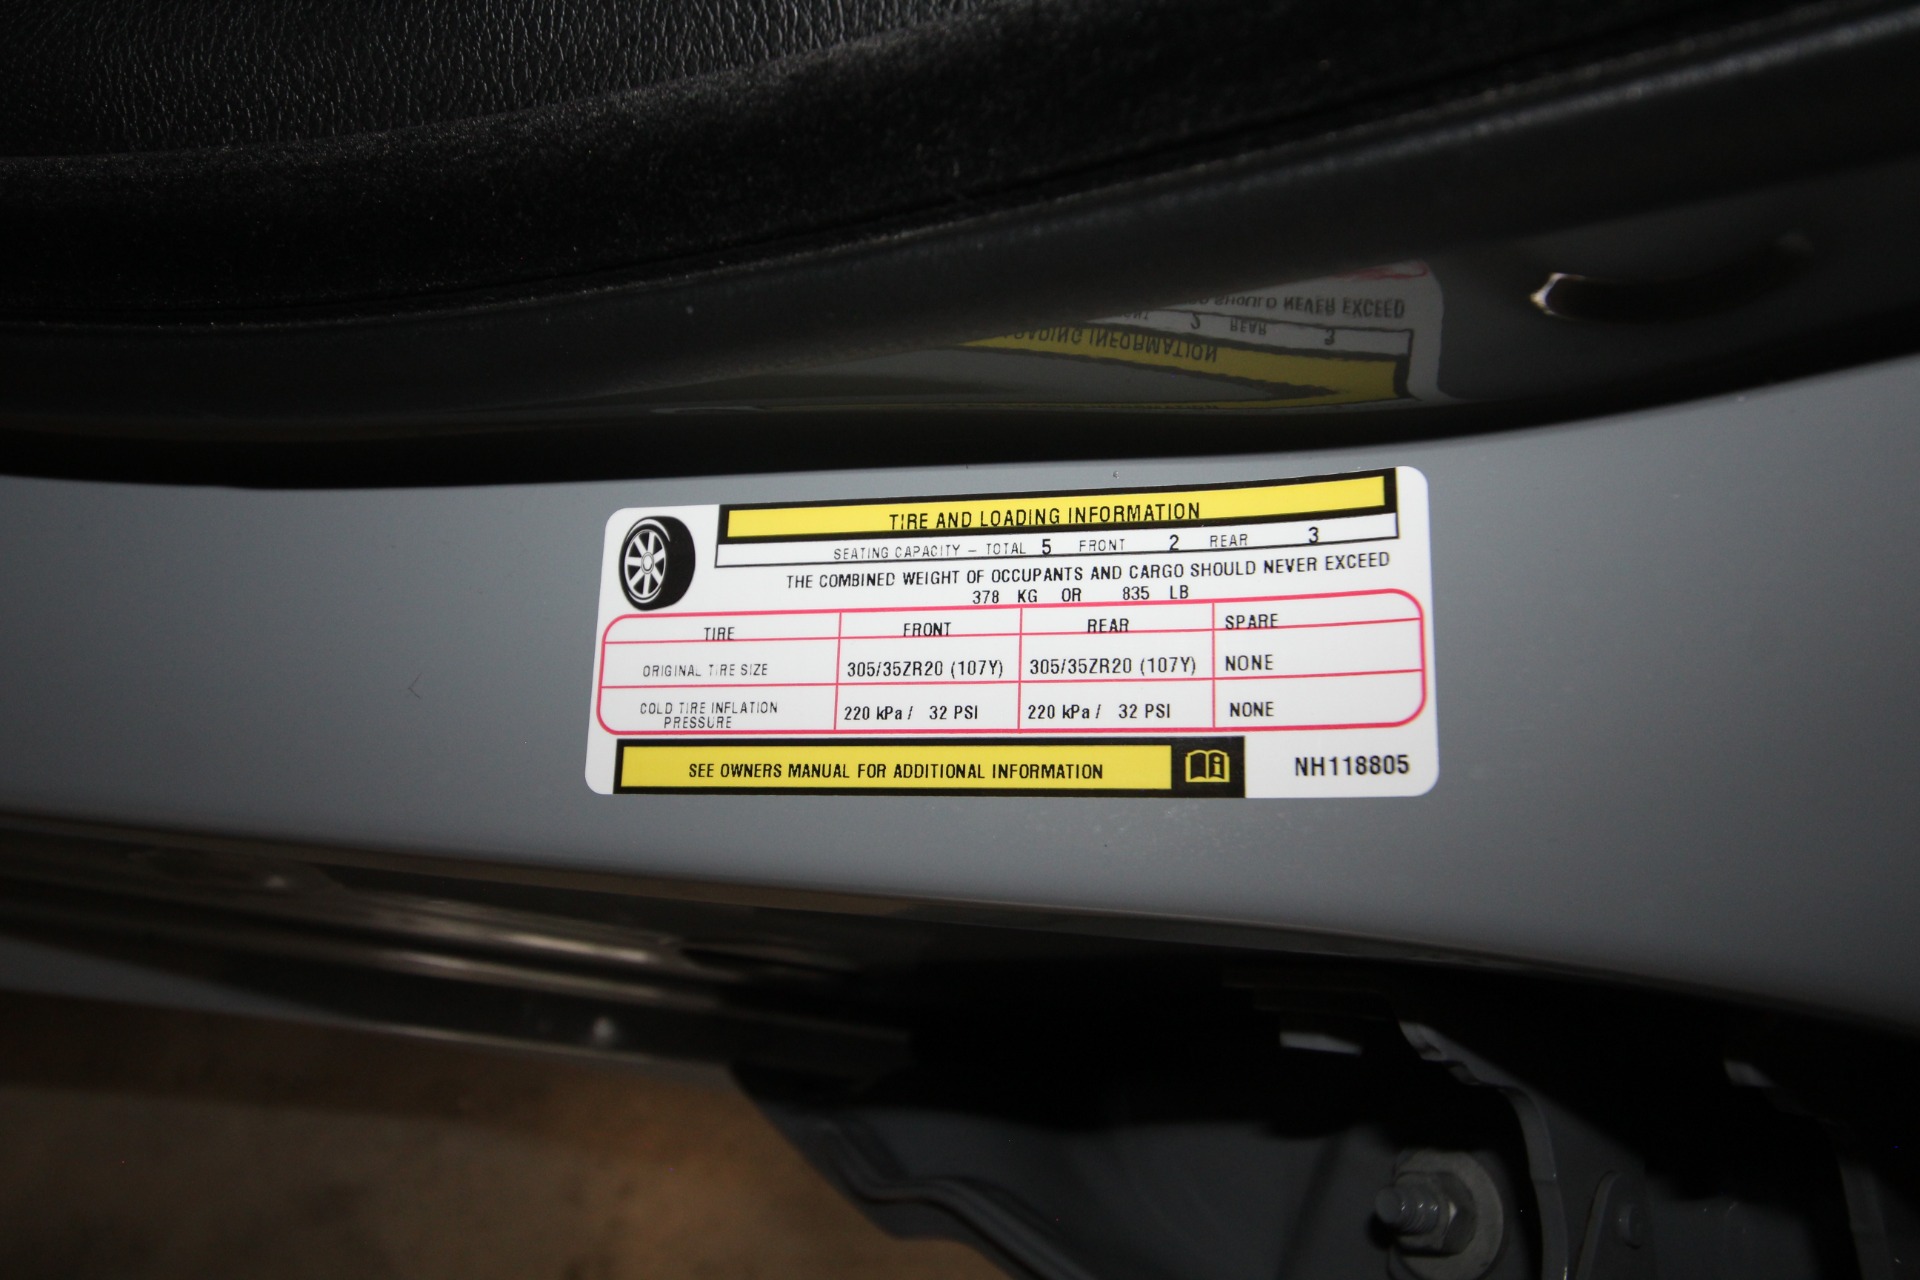 TIRE AND LOADING INFORMATION
SEATING CAPACITY – TOTAL 5 FRONT 2 REAR 3
THE COMBINED WEIGHT OF OCCUPANTS AND CARGO SHOULD NEVER EXCEED
378 KG OR 835 LB
TIRE FRONT REAR SPARE
ORIGINAL TIRE SIZE 305/35ZR20 (107Y) 305/35ZR20 (107Y) NONE
COLD TIRE INFLATION PRESSURE 220 kPa / 32 PSI 220 kPa / 32 PSI NONE
SEE OWNERS MANUAL FOR ADDITIONAL INFORMATION
NH118805